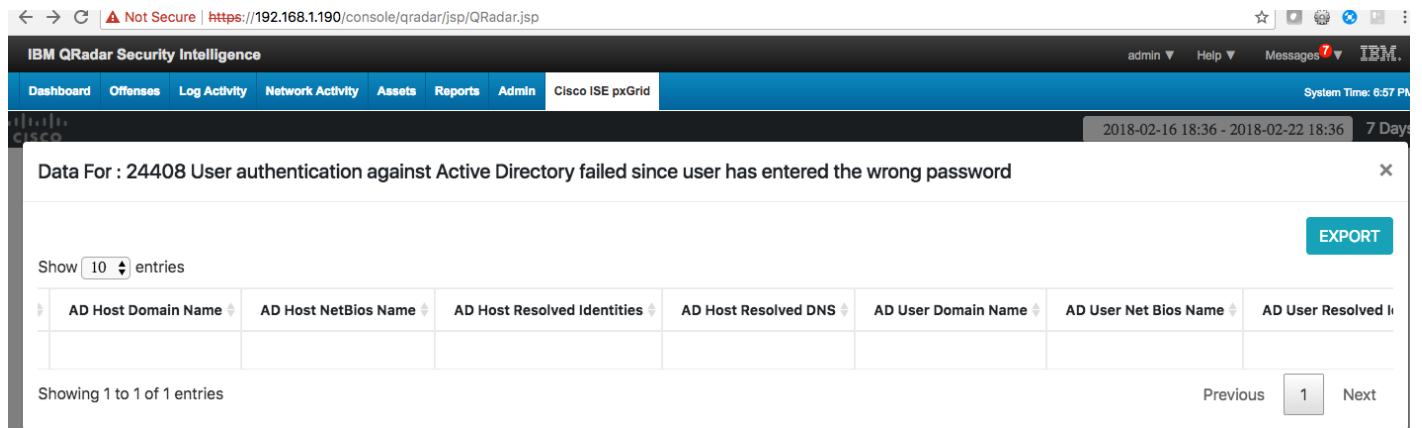 Not Secure | https://192.168.1.190/console/qradar/jsp/QRadar.jsp
IBM QRadar Security Intelligence admin ▼ Help ▼ Messages 7 ▼ IBM.
Dashboard Offenses Log Activity Network Activity Assets Reports Admin Cisco ISE pxGrid System Time: 6:57 PM
CISCO 2018-02-16 18:36 - 2018-02-22 18:36 7 Days
Data For : 24408 User authentication against Active Directory failed since user has entered the wrong password ×
EXPORT
Show 10 entries
AD Host Domain Name AD Host NetBios Name AD Host Resolved Identities AD Host Resolved DNS AD User Domain Name AD User Net Bios Name AD User Resolved
Showing 1 to 1 of 1 entries Previous 1 Next